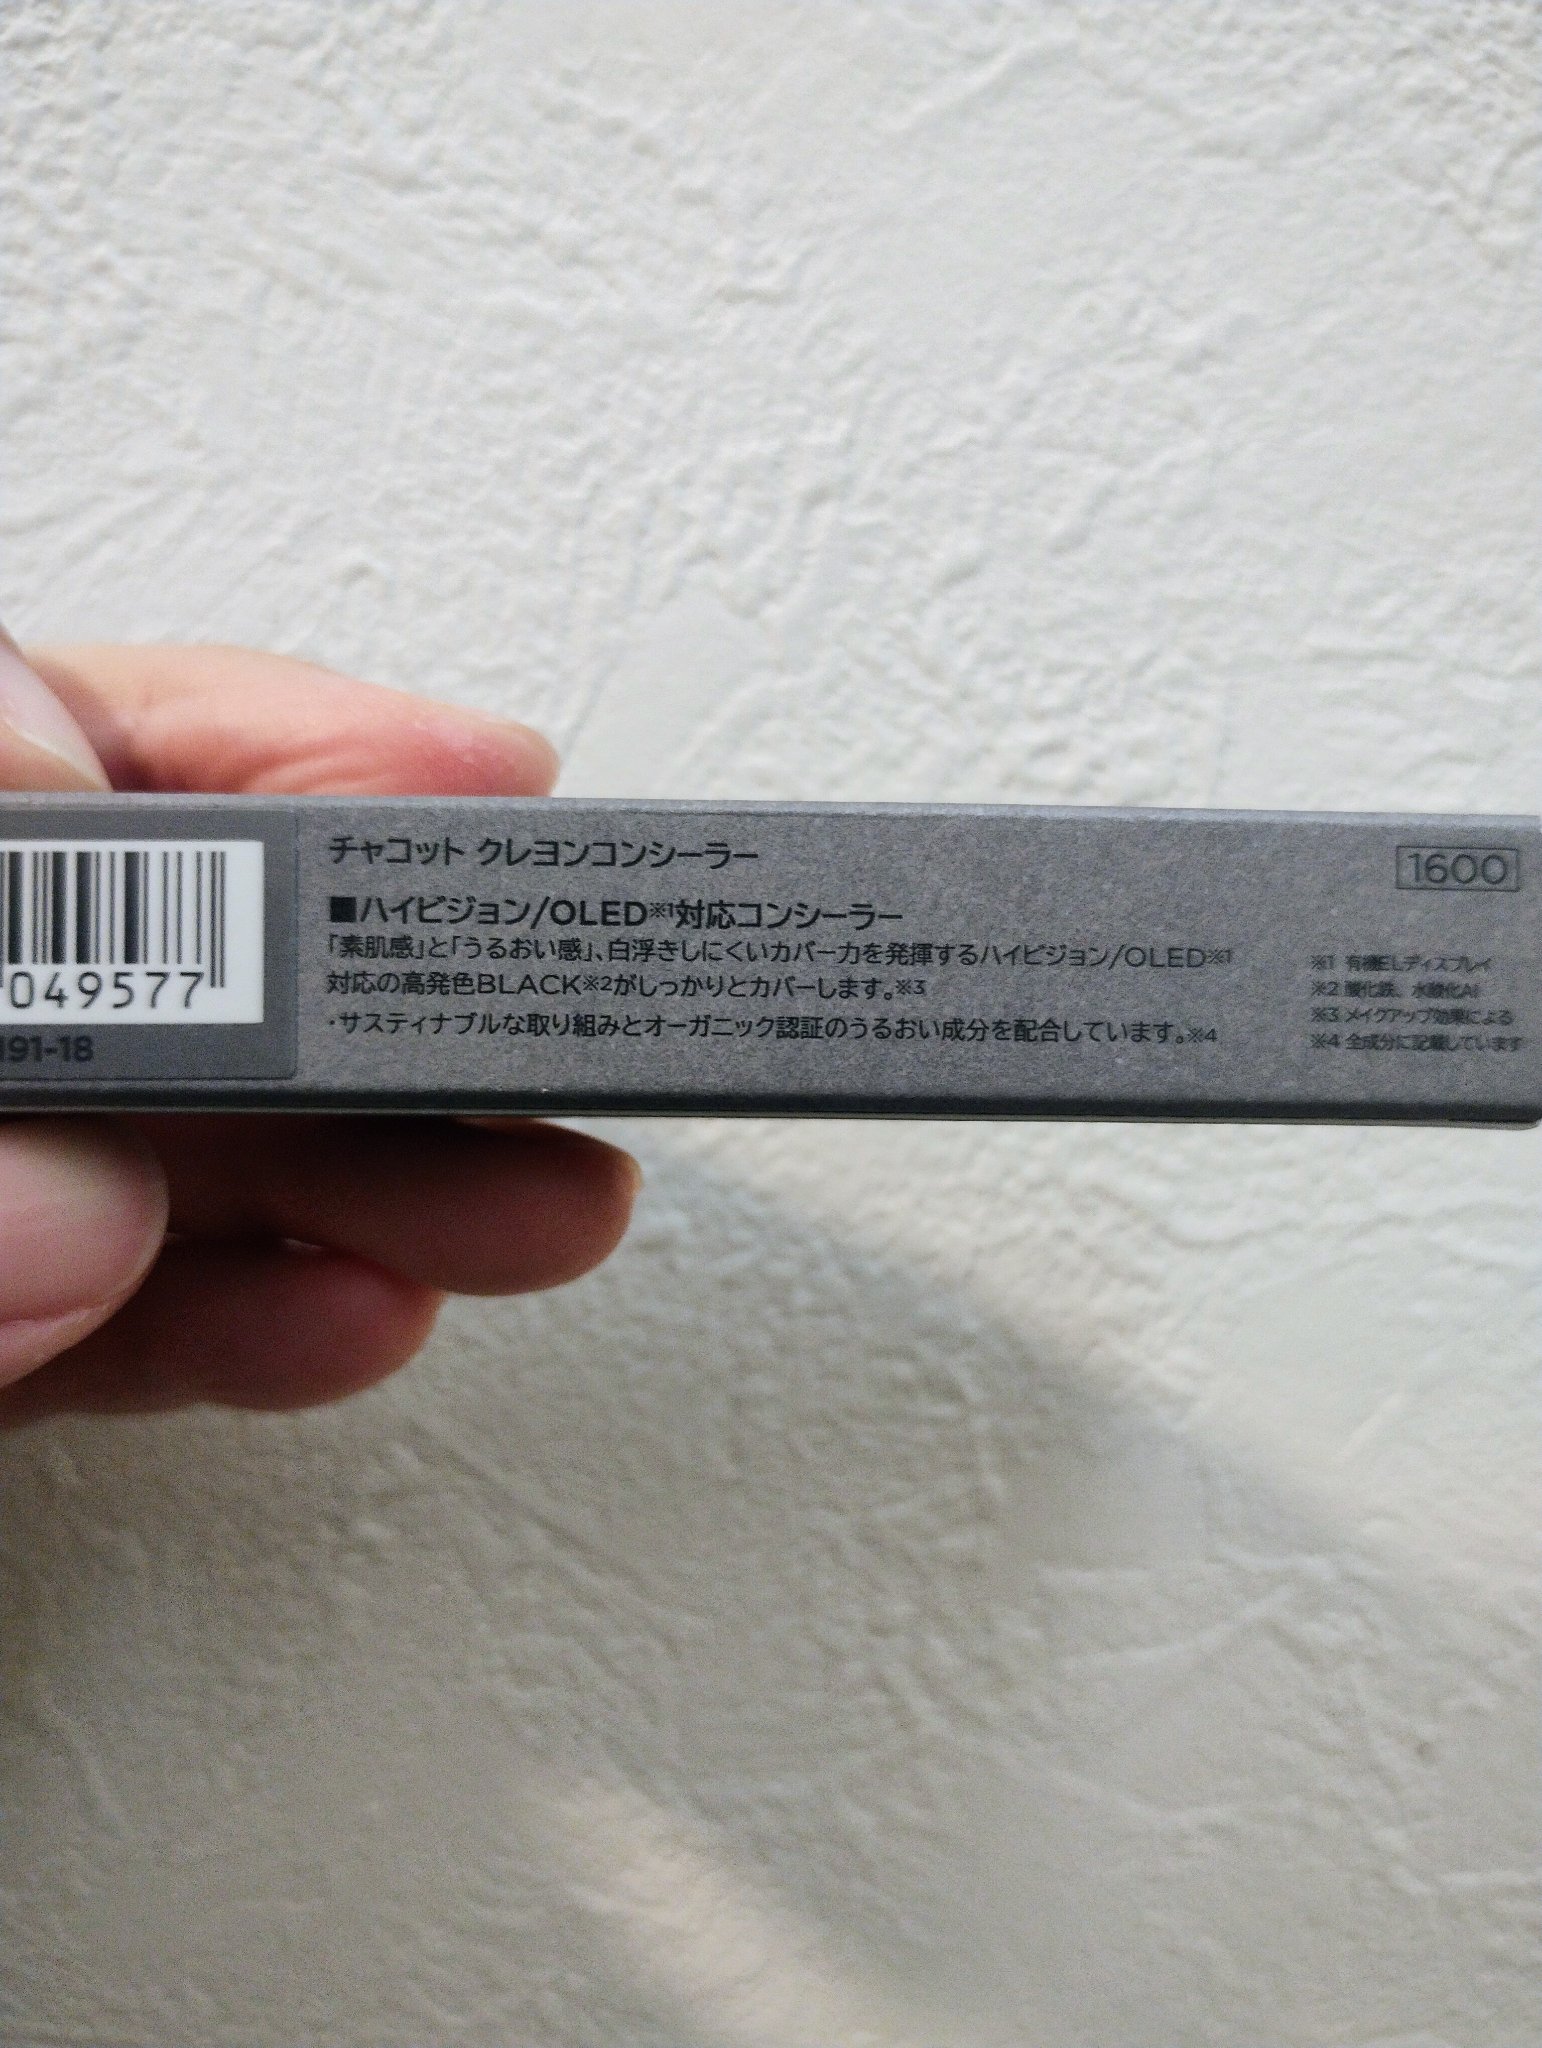 チャコット クレヨンコンシーラー
1600
■ハイビジョン/OLED※1対応コンシーラー
「素肌感」と「うるおい感」、白浮きしにくいカバー力を発揮するハイビジョン/OLED※1
対応の高発色BLACK※2がしっかりとカバーします。※3
・サスティナブルな取り組みとオーガニック認証のうるおい成分を配合しています。※4
※1 有機ELディスプレイ
※2 酸化鉄、水酸化Al
※3 メイクアップ効果による
※4 全成分に記載しています
049577
191-18